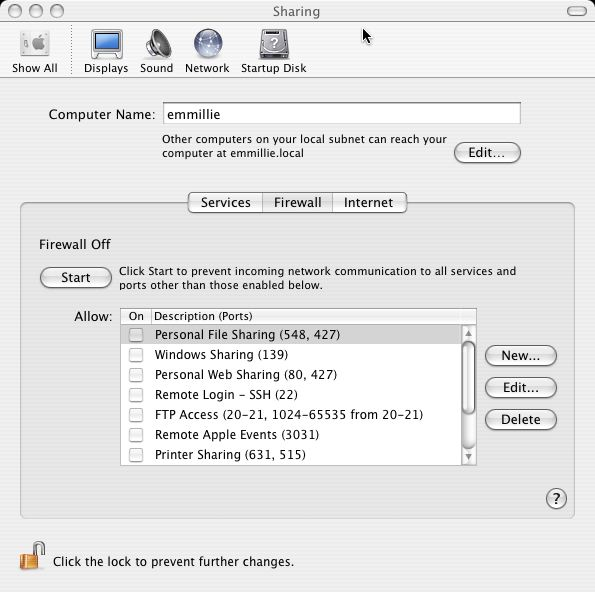 Sharing
Show All
Displays
Sound
Network
Startup Disk
Computer Name: emmillie
Other computers on your local subnet can reach your
computer at emmillie.local
Edit...
Services
Firewall
Internet
Firewall Off
Start
Click Start to prevent incoming network communication to all services and
ports other than those enabled below.
Allow:
On
Description (Ports)
Personal File Sharing (548, 427)
Windows Sharing (139)
Personal Web Sharing (80, 427)
Remote Login - SSH (22)
FTP Access (20-21, 1024-65535 from 20-21)
Remote Apple Events (3031)
Printer Sharing (631, 515)
New...
Edit...
Delete
?
Click the lock to prevent further changes.